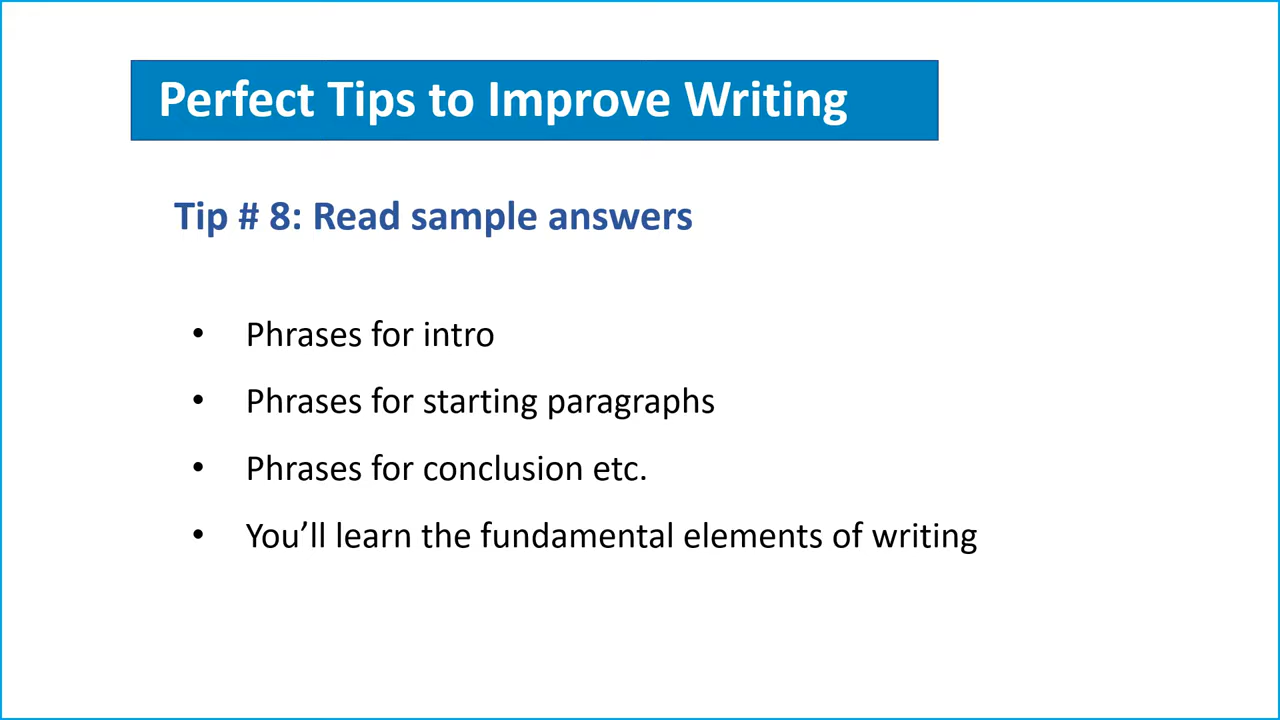 Perfect Tips to Improve Writing
Tip # 8: Read sample answers
• Phrases for intro
• Phrases for starting paragraphs
• Phrases for conclusion etc.
• You’ll learn the fundamental elements of writing